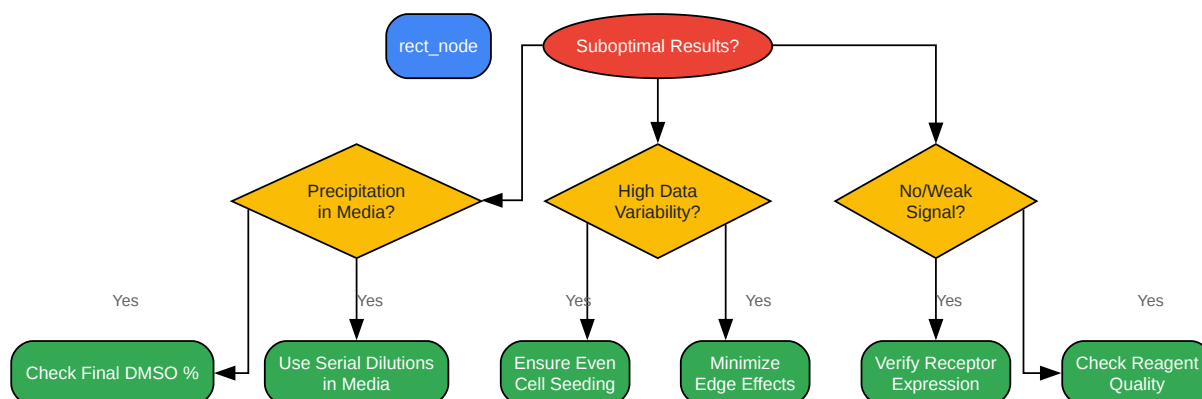 rect_node
Suboptimal Results?
Precipitation
in Media?
High Data
Variability?
No/Weak
Signal?
Yes
Yes
Yes
Yes
Yes
Yes
Check Final DMSO %
Use Serial Dilutions
in Media
Ensure Even
Cell Seeding
Minimize
Edge Effects
Verify Receptor
Expression
Check Reagent
Quality